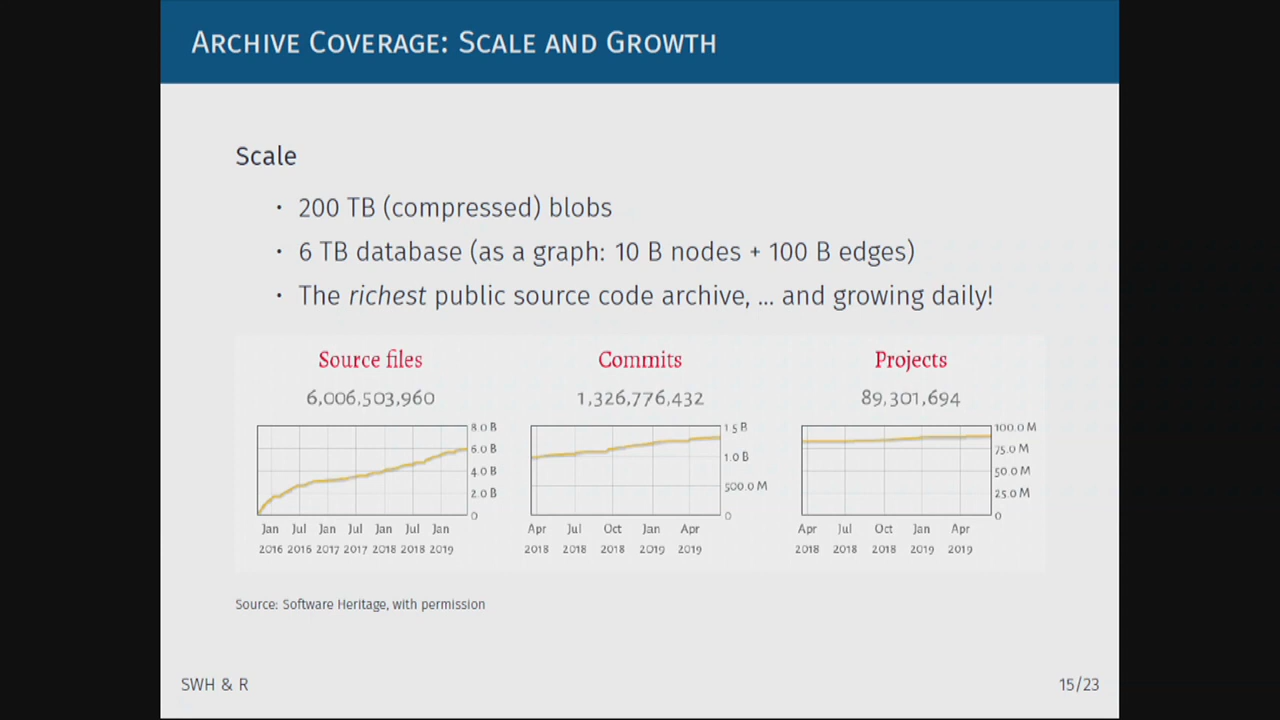 Archive Coverage: Scale and Growth
Scale
· 200 TB (compressed) blobs
· 6 TB database (as a graph: 10 B nodes + 100 B edges)
· The richest public source code archive, ... and growing daily!
Source files
6,006,503,960
8.0 B
6.0 B
4.0 B
2.0 B
0
Jan Jul Jan Jul Jan Jul Jan
2016 2016 2017 2017 2018 2018 2019
Commits
1,326,776,432
1.5 B
1.0 B
500.0 M
0
Apr Jul Oct Jan Apr
2018 2018 2018 2019 2019
Projects
89,301,694
100.0 M
75.0 M
50.0 M
25.0 M
0
Apr Jul Oct Jan Apr
2018 2018 2018 2019 2019
Source: Software Heritage, with permission
SWH & R
15/23